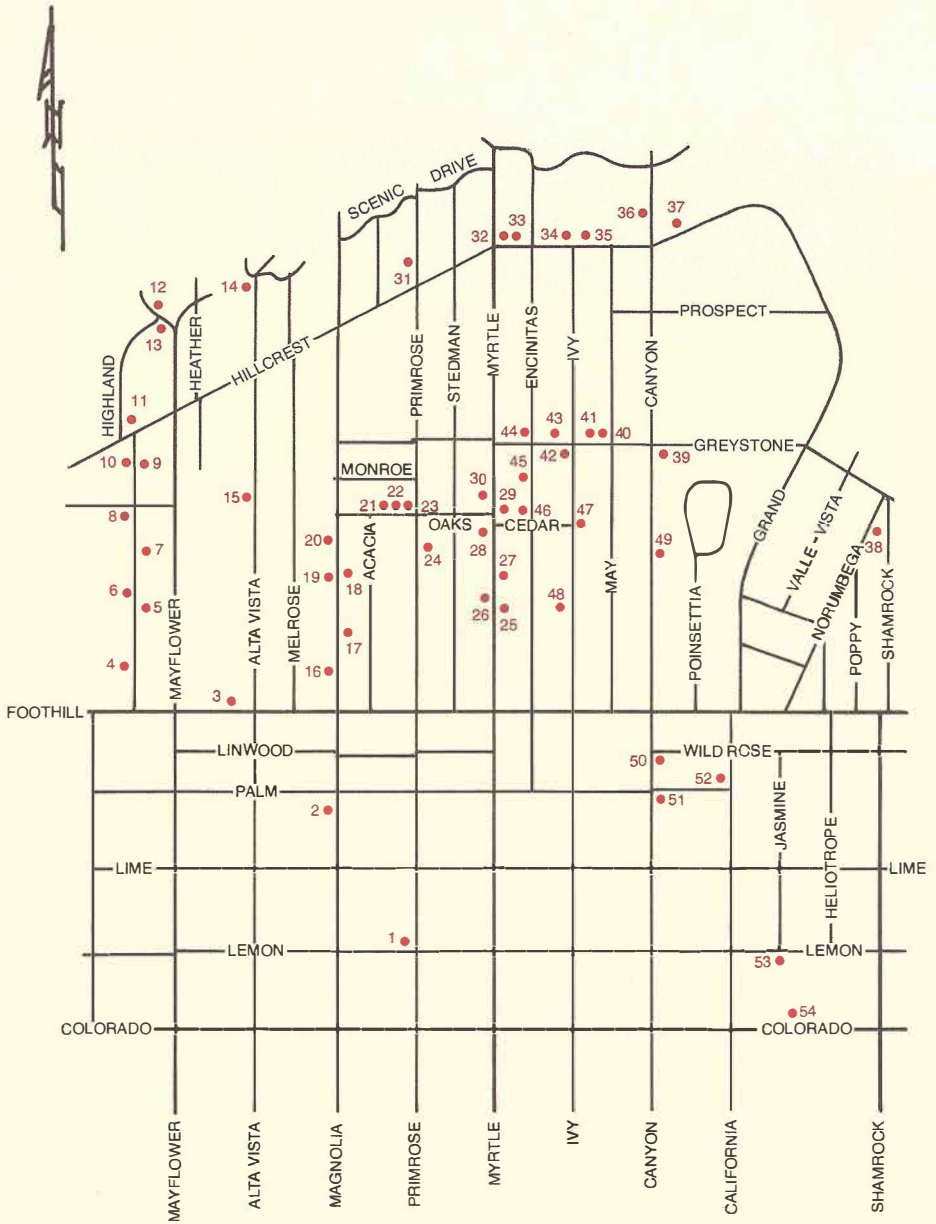 N
SCENIC DRIVE
36
37
33
32
34
35
31
14
12
13
HIGHLAND
HEATHER
HILLCREST
PRIMROSE
STEDMAN
MYRTLE
ENCINITAS
IVY
CANYON
PROSPECT
11
10
9
44
43
41
40
42
GREYSTONE
39
MONROE
45
30
15
22
21
23
29
46
47
8
OAKS
CEDAR
GRAND
VALLE-VISTA
38
28
20
24
7
49
ACACIA
27
MAY
NORUMBEGA
19
18
6
5
26
25
48
MAYFLOWER
ALTA VISTA
MELROSE
17
POINSETTIA
POPPY
SHAMROCK
4
16
3
FOOTHILL
LINWOOD
WILD ROSE
50
52
PALM
51
2
JASMINE
HELIOTROPE
LIME
LIME
1
LEMON
LEMON
53
54
COLORADO
COLORADO
MAYFLOWER
ALTA VISTA
MAGNOLIA
PRIMROSE
MYRTLE
IVY
CANYON
CALIFORNIA
SHAMROCK